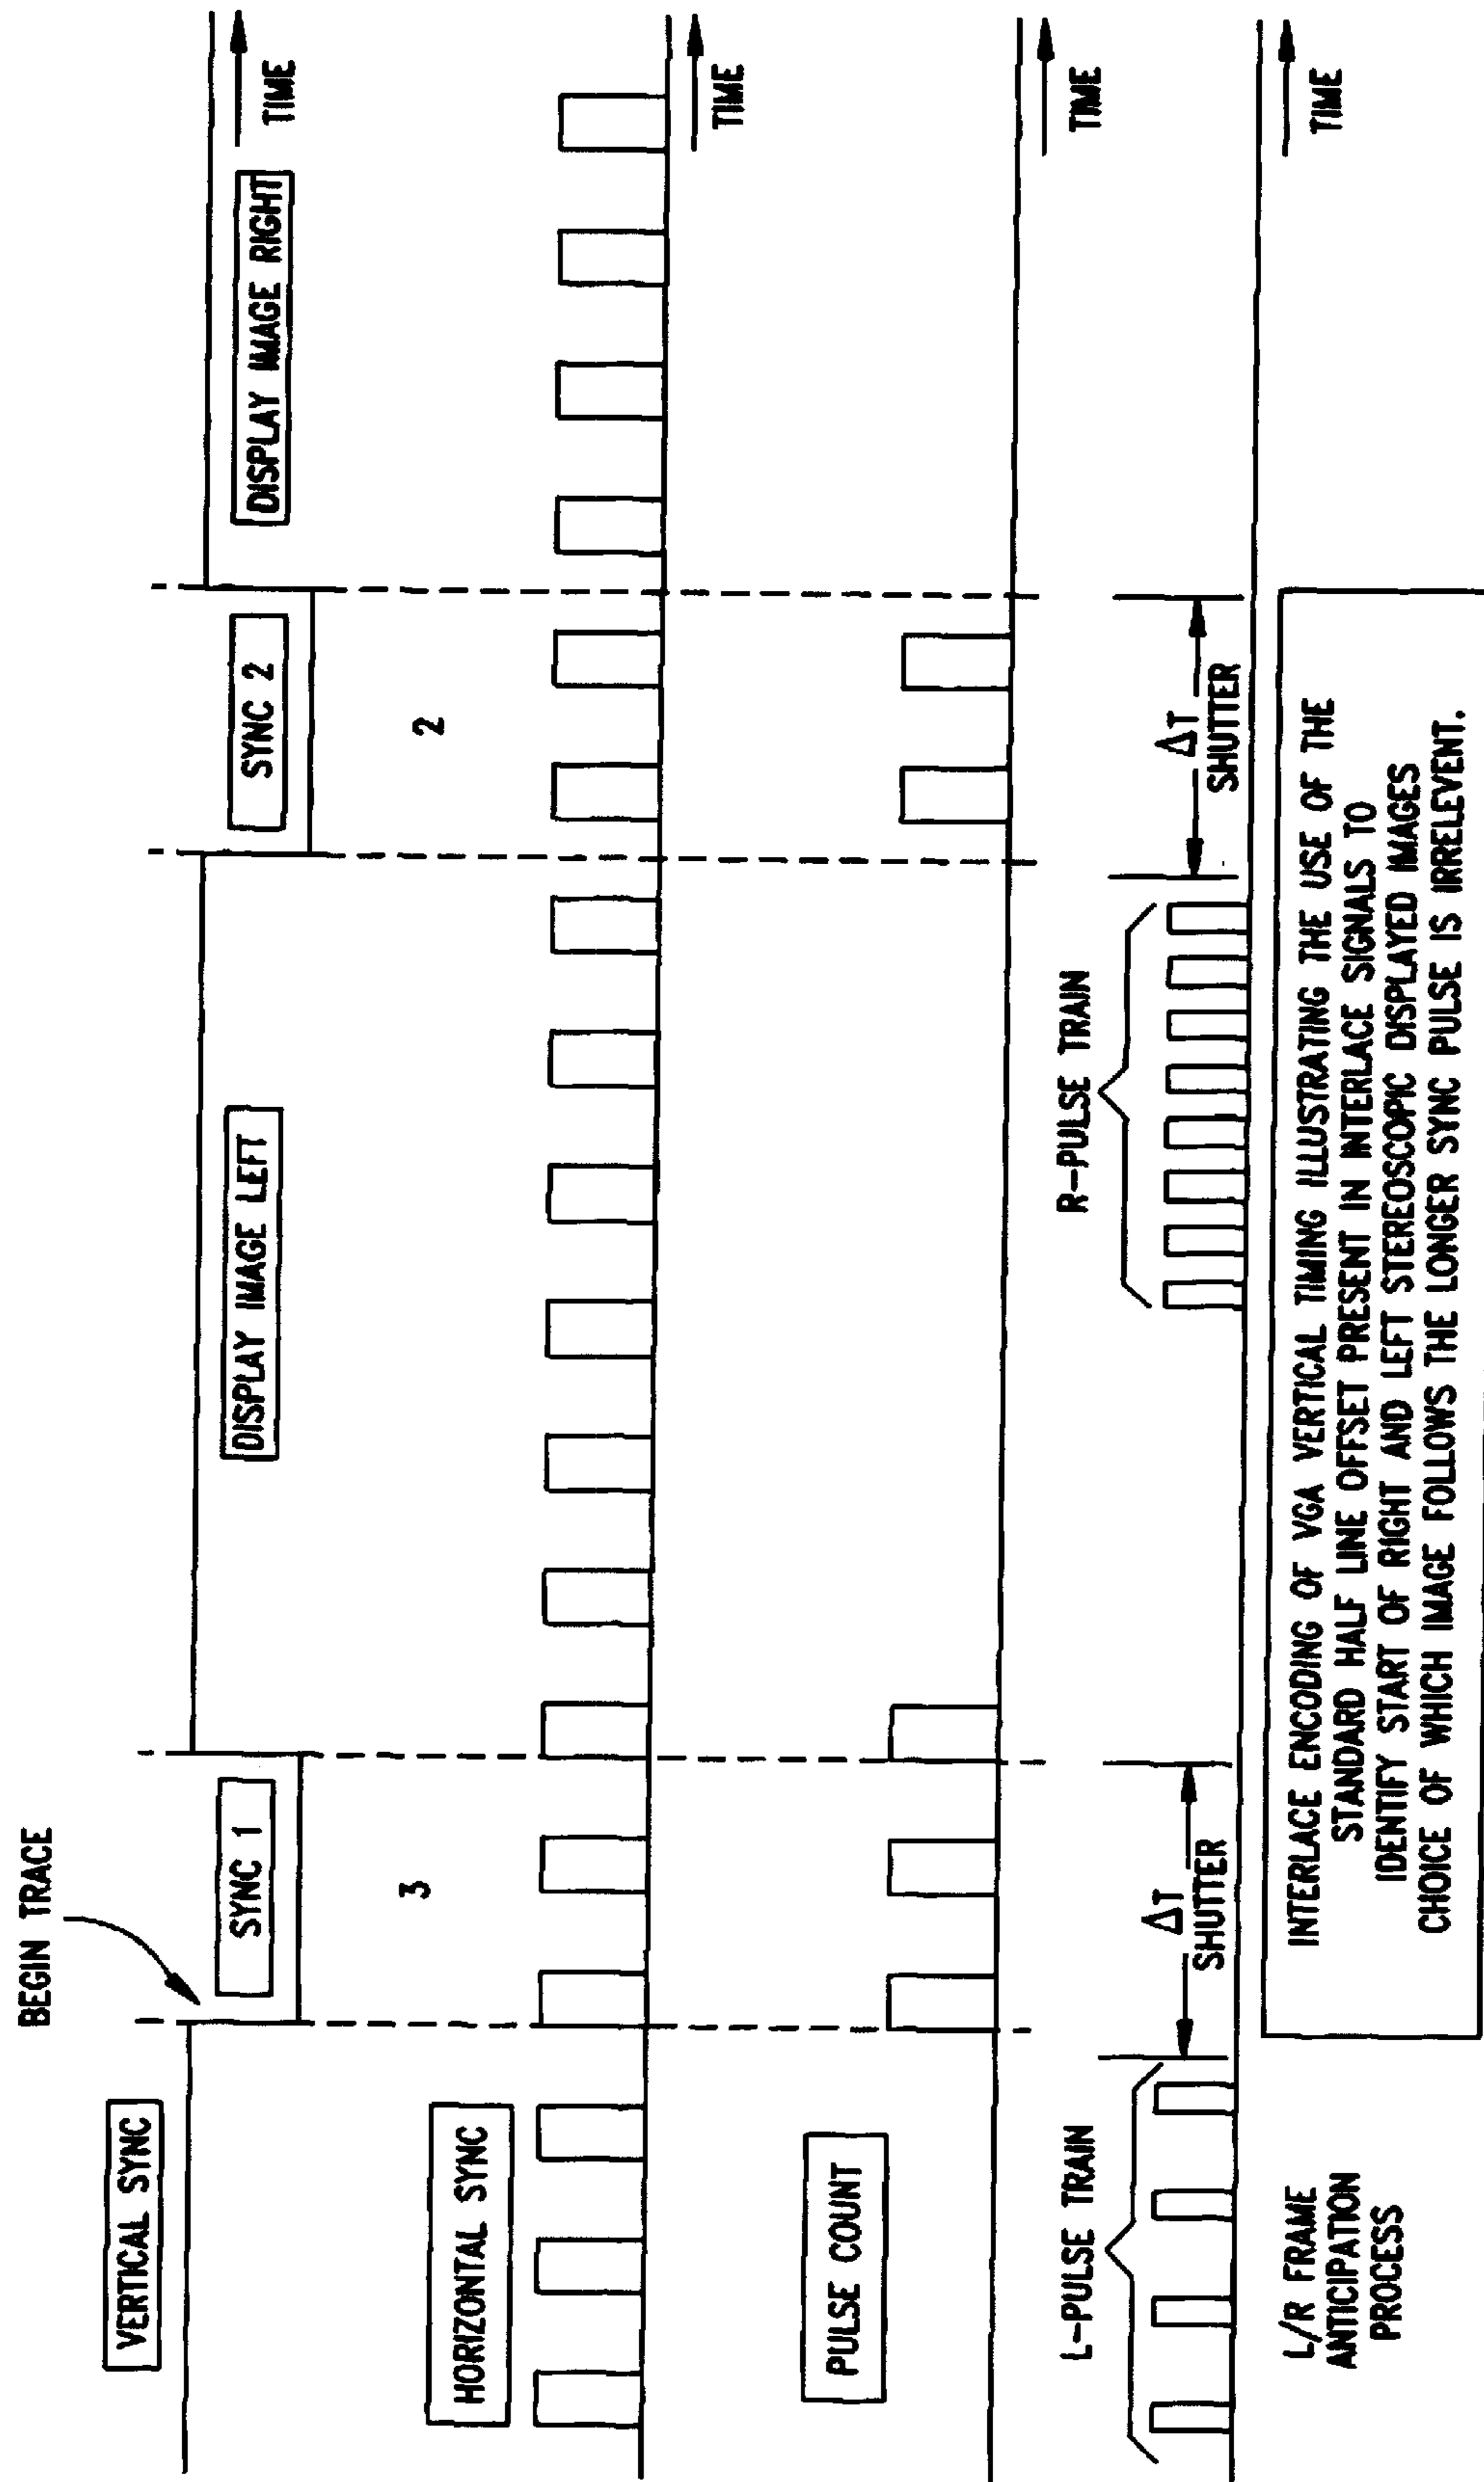 BEGIN TRACE
VERTICAL SYNC
SYNC 1
DISPLAY IMAGE LEFT
SYNC 2
DISPLAY IMAGE RIGHT
TIME
3
2
HORIZONTAL SYNC
TIME
PULSE COUNT
TIME
L-PULSE TRAIN
R-PULSE TRAIN
ΔT
SHUTTER
ΔT
SHUTTER
TIME
L/R FRAME
ANTICIPATION
PROCESS
INTERLACE ENCODING OF VGA VERTICAL TIMING ILLUSTRATING THE USE OF THE
STANDARD HALF LINE OFFSET PRESENT IN INTERLACE SIGNALS TO
IDENTIFY START OF RIGHT AND LEFT STEREOSCOPIC DISPLAYED IMAGES
CHOICE OF WHICH IMAGE FOLLOWS THE LONGER SYNC PULSE IS IRRELEVENT.